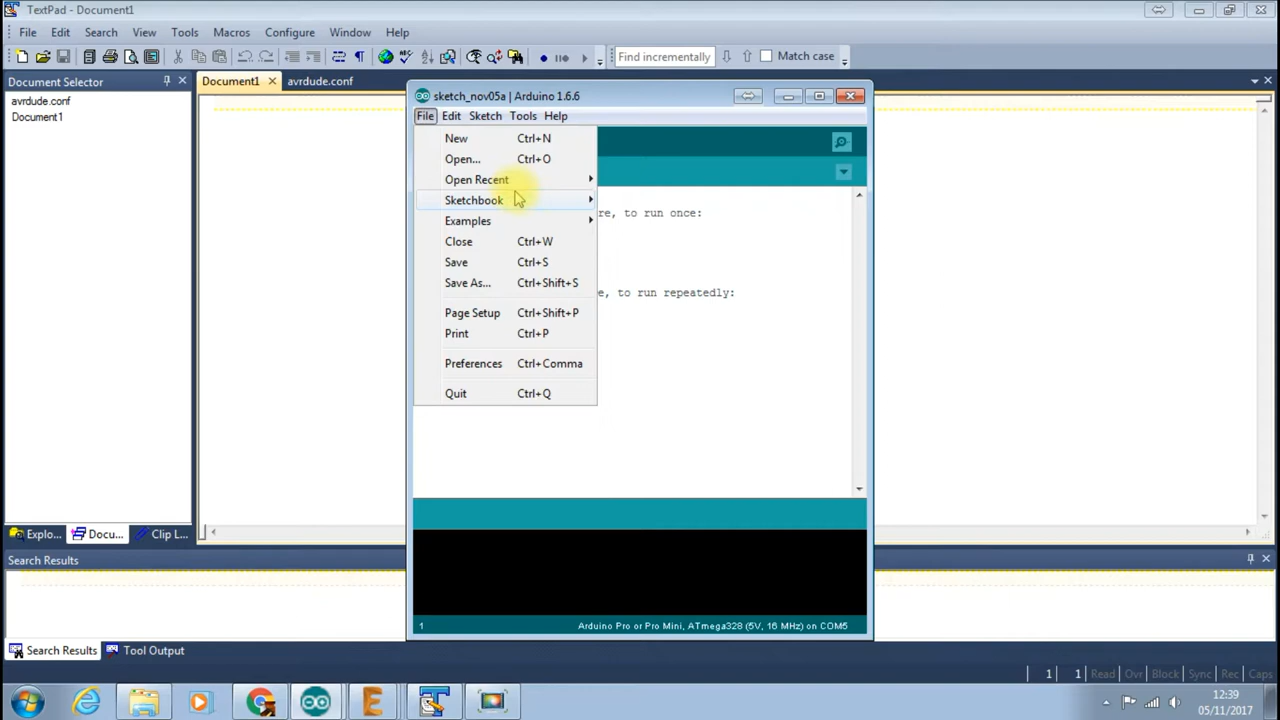 TextPad - Document1
File Edit Search View Tools Macros Configure Window Help
Find incrementally Match case
Document Selector
avrdude.conf
Document1
Document1 avrdude.conf
sketch_nov05a | Arduino 1.6.6
File Edit Sketch Tools Help
New Ctrl+N
Open... Ctrl+O
Open Recent
Sketchbook
Examples
Close Ctrl+W
Save Ctrl+S
Save As... Ctrl+Shift+S
Page Setup Ctrl+Shift+P
Print Ctrl+P
Preferences Ctrl+Comma
Quit Ctrl+Q
re, to run once:
e, to run repeatedly:
1 Arduino Pro or Pro Mini, ATmega328 (5V, 16 MHz) on COM5
Explo... Docu... Clip L...
Search Results
Search Results Tool Output
1 1 Read Ovr Block Sync Rec Caps
12:39
05/11/2017